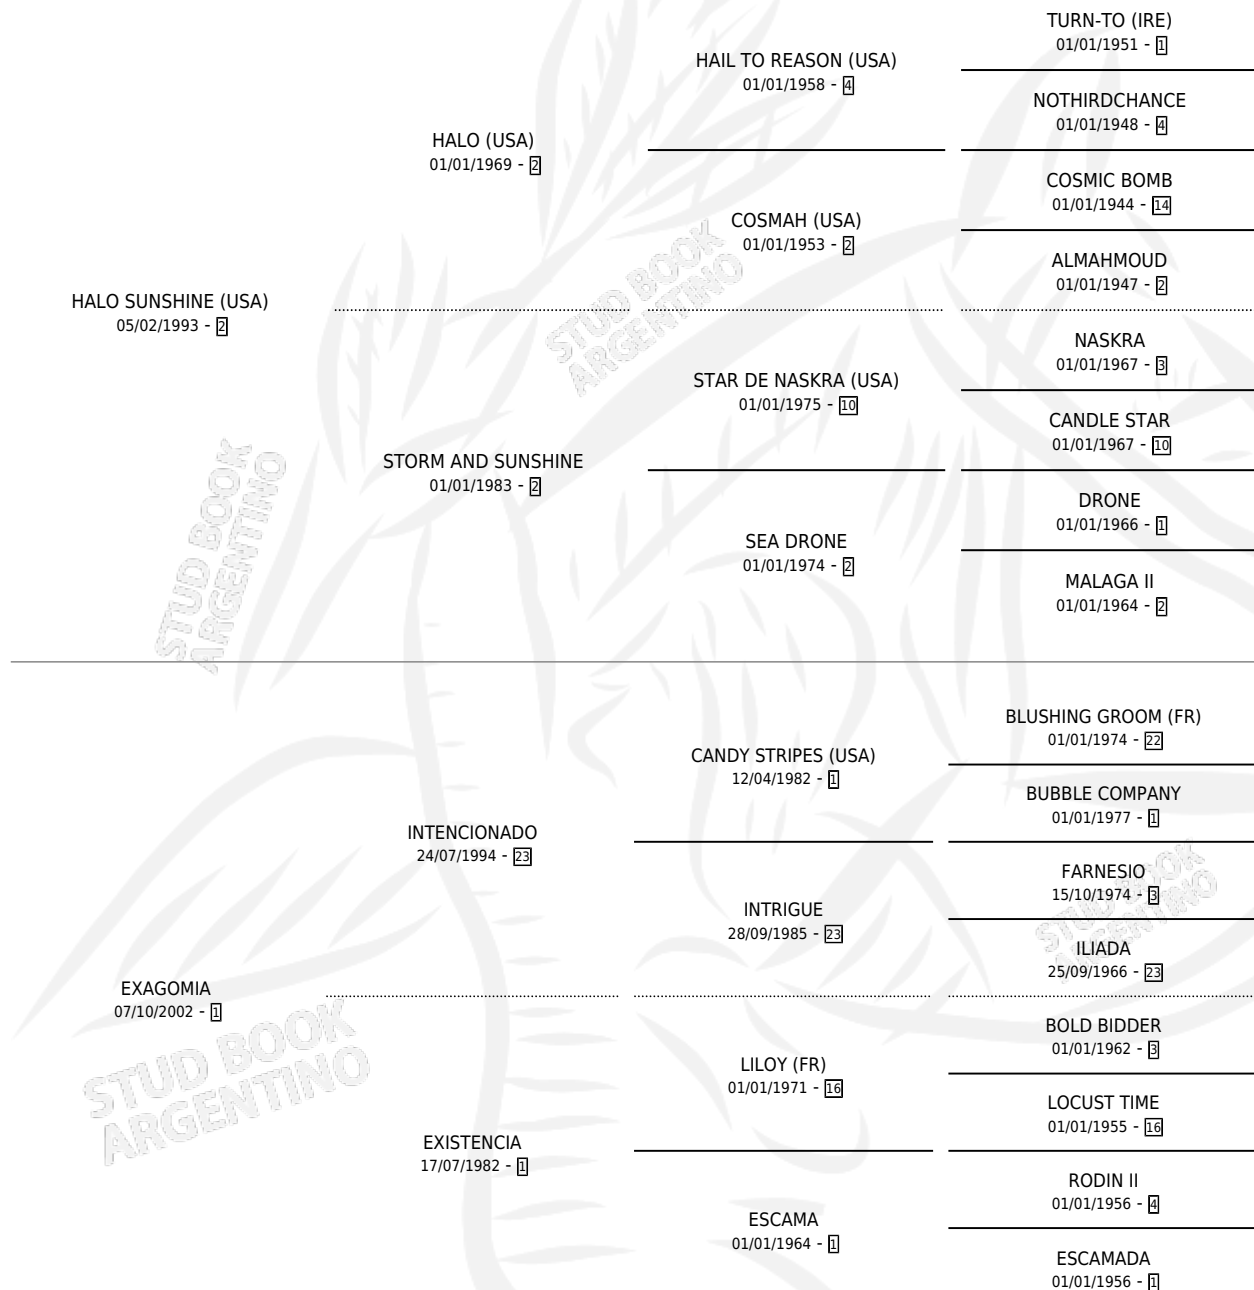 TURN-TO (IRE)
01/01/1951 - 1
HAIL TO REASON (USA)
01/01/1958 - 4
NOTHIRDCHANCE
01/01/1948 - 4
HALO (USA)
01/01/1969 - 2
COSMIC BOMB
01/01/1944 - 14
COSMAH (USA)
01/01/1953 - 2
ALMAHMOUD
01/01/1947 - 2
HALO SUNSHINE (USA)
05/02/1993 - 2
NASKRA
01/01/1967 - 3
STAR DE NASKRA (USA)
01/01/1975 - 10
CANDLE STAR
01/01/1967 - 10
STORM AND SUNSHINE
01/01/1983 - 2
DRONE
01/01/1966 - 1
SEA DRONE
01/01/1974 - 2
MALAGA II
01/01/1964 - 2
STUD BOOK
ARGENTINO
STUD BOOK
ARGENTINO
BLUSHING GROOM (FR)
01/01/1974 - 22
CANDY STRIPES (USA)
12/04/1982 - 1
BUBBLE COMPANY
01/01/1977 - 1
INTENCIONADO
24/07/1994 - 23
FARNESIO
15/10/1974 - 3
INTRIGUE
28/09/1985 - 23
ILIADA
25/09/1966 - 23
STUD BOOK
ARGENTINO
EXAGOMIA
07/10/2002 - 1
BOLD BIDDER
01/01/1962 - 3
LILOY (FR)
01/01/1971 - 16
LOCUST TIME
01/01/1955 - 16
EXISTENCIA
17/07/1982 - 1
RODIN II
01/01/1956 - 4
ESCAMA
01/01/1964 - 1
ESCAMADA
01/01/1956 - 1
STUD BOOK
ARGENTINO